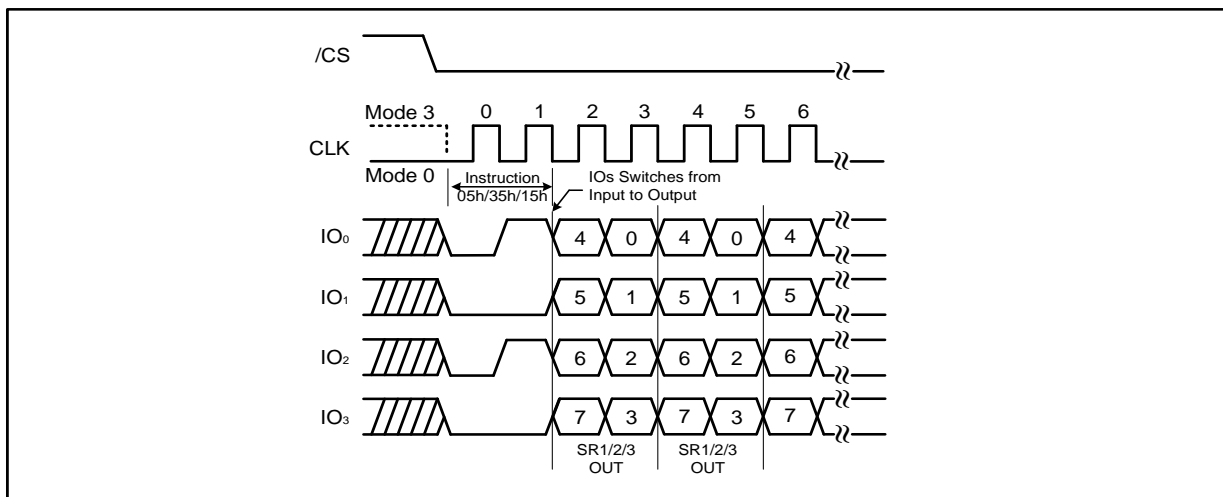 /CS
Mode 3
0 1 2 3 4 5 6
CLK
Mode 0
Instruction
05h/35h/15h
IOs Switches from
Input to Output
IO₀
4 0 4 0 4
IO₁
5 1 5 1 5
IO₂
6 2 6 2 6
IO₃
7 3 7 3 7
SR1/2/3
OUT
SR1/2/3
OUT